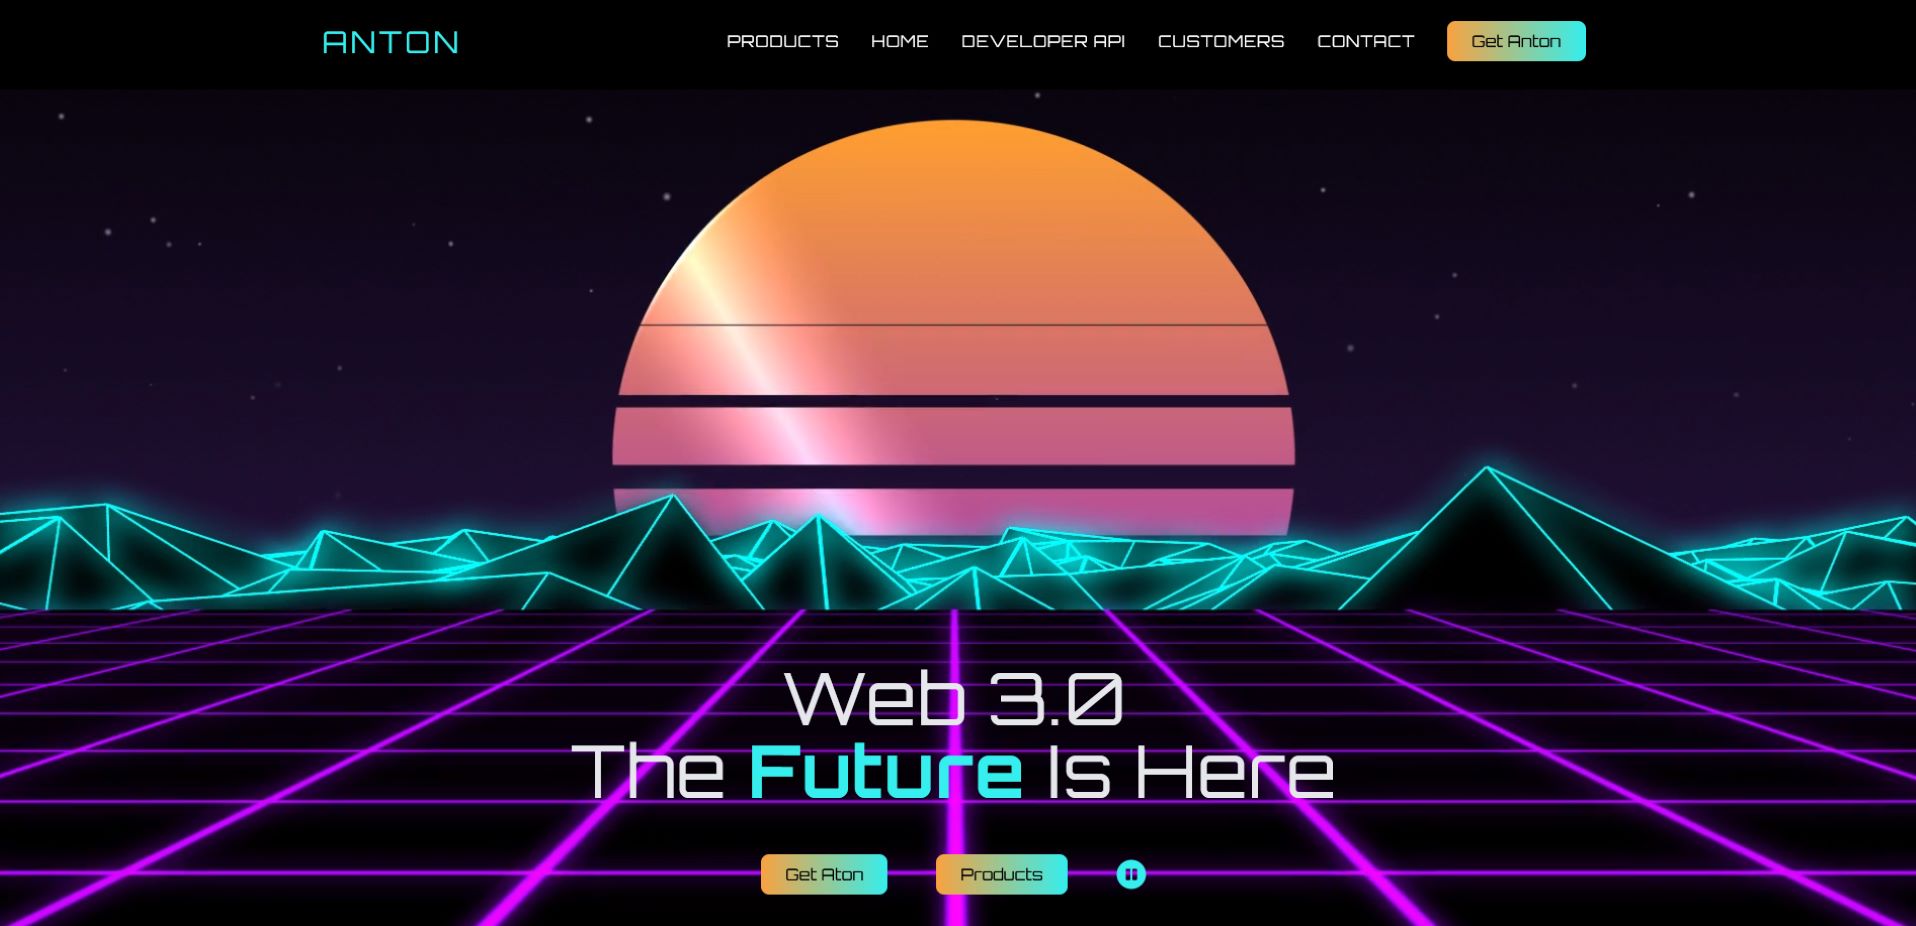 ANTON
PRODUCTS HOME DEVELOPER API CUSTOMERS CONTACT Get Anton
Web 3.0
The Future Is Here
Get Aton Products